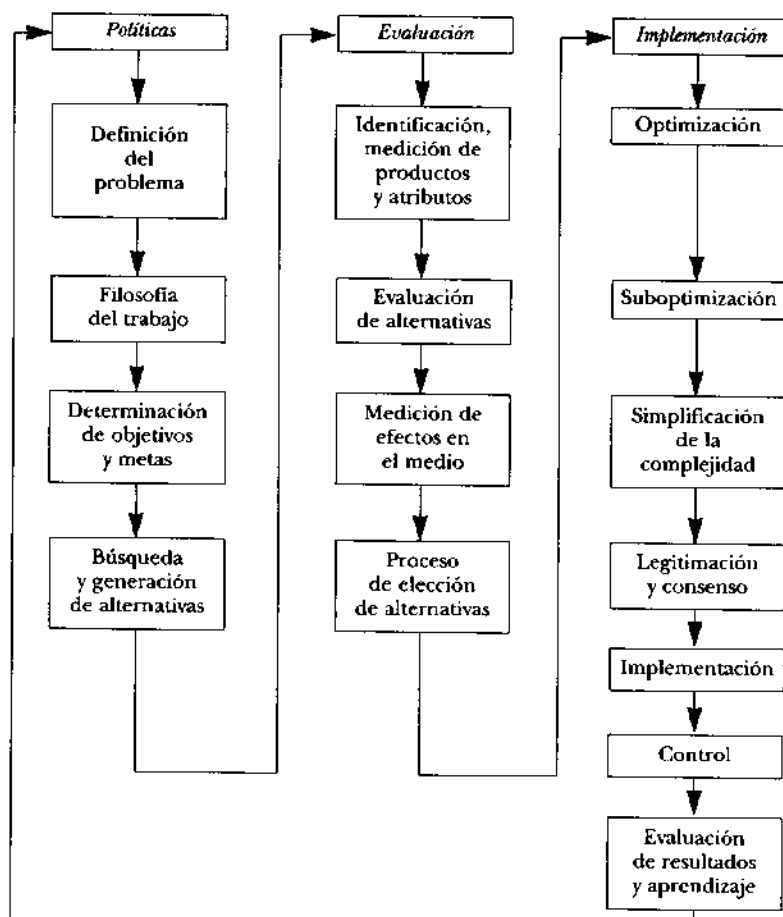 Políticas
Definición
del
problema
Filosofía
del trabajo
Determinación
de objetivos
y metas
Búsqueda
y generación
de alternativas
Evaluación
Identificación,
medición de
productos
y atributos
Evaluación
de alternativas
Medición de
efectos en
el medio
Proceso
de elección
de alternativas
Implementación
Optimización
Suboptimización
Simplificación
de la
complejidad
Legitimación
y consenso
Implementación
Control
Evaluación
de resultados
y aprendizaje